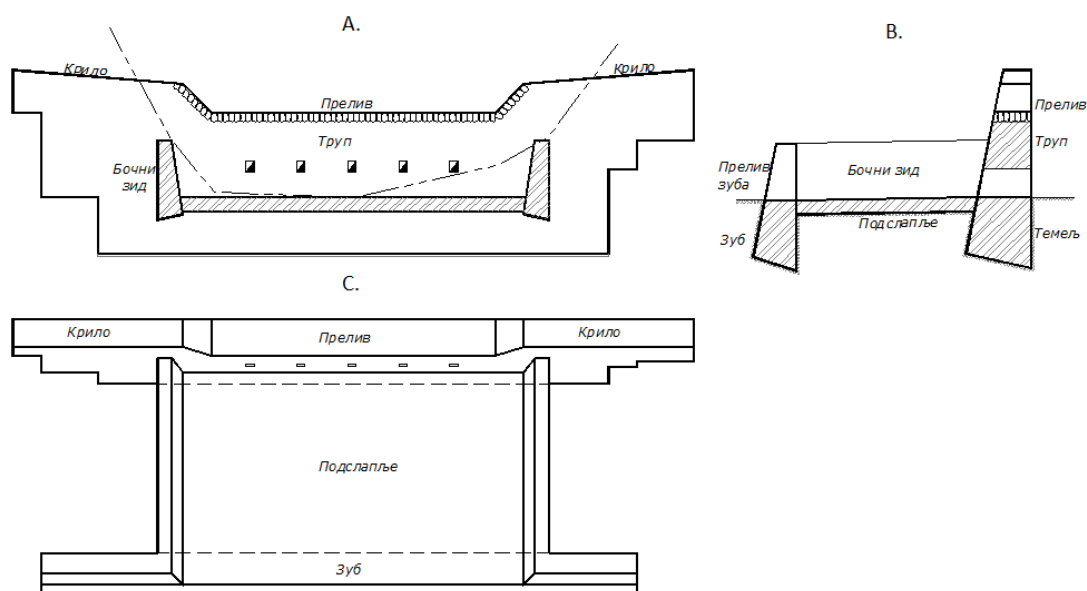 A.
Крило
Крило
Прелив
Труп
Бочни
зид
B.
Прелив
Труп
Прелив
зуба
Бочни зид
Зуб
Подслапље
Темељ
C.
Крило
Прелив
Крило
Подслапље
Зуб